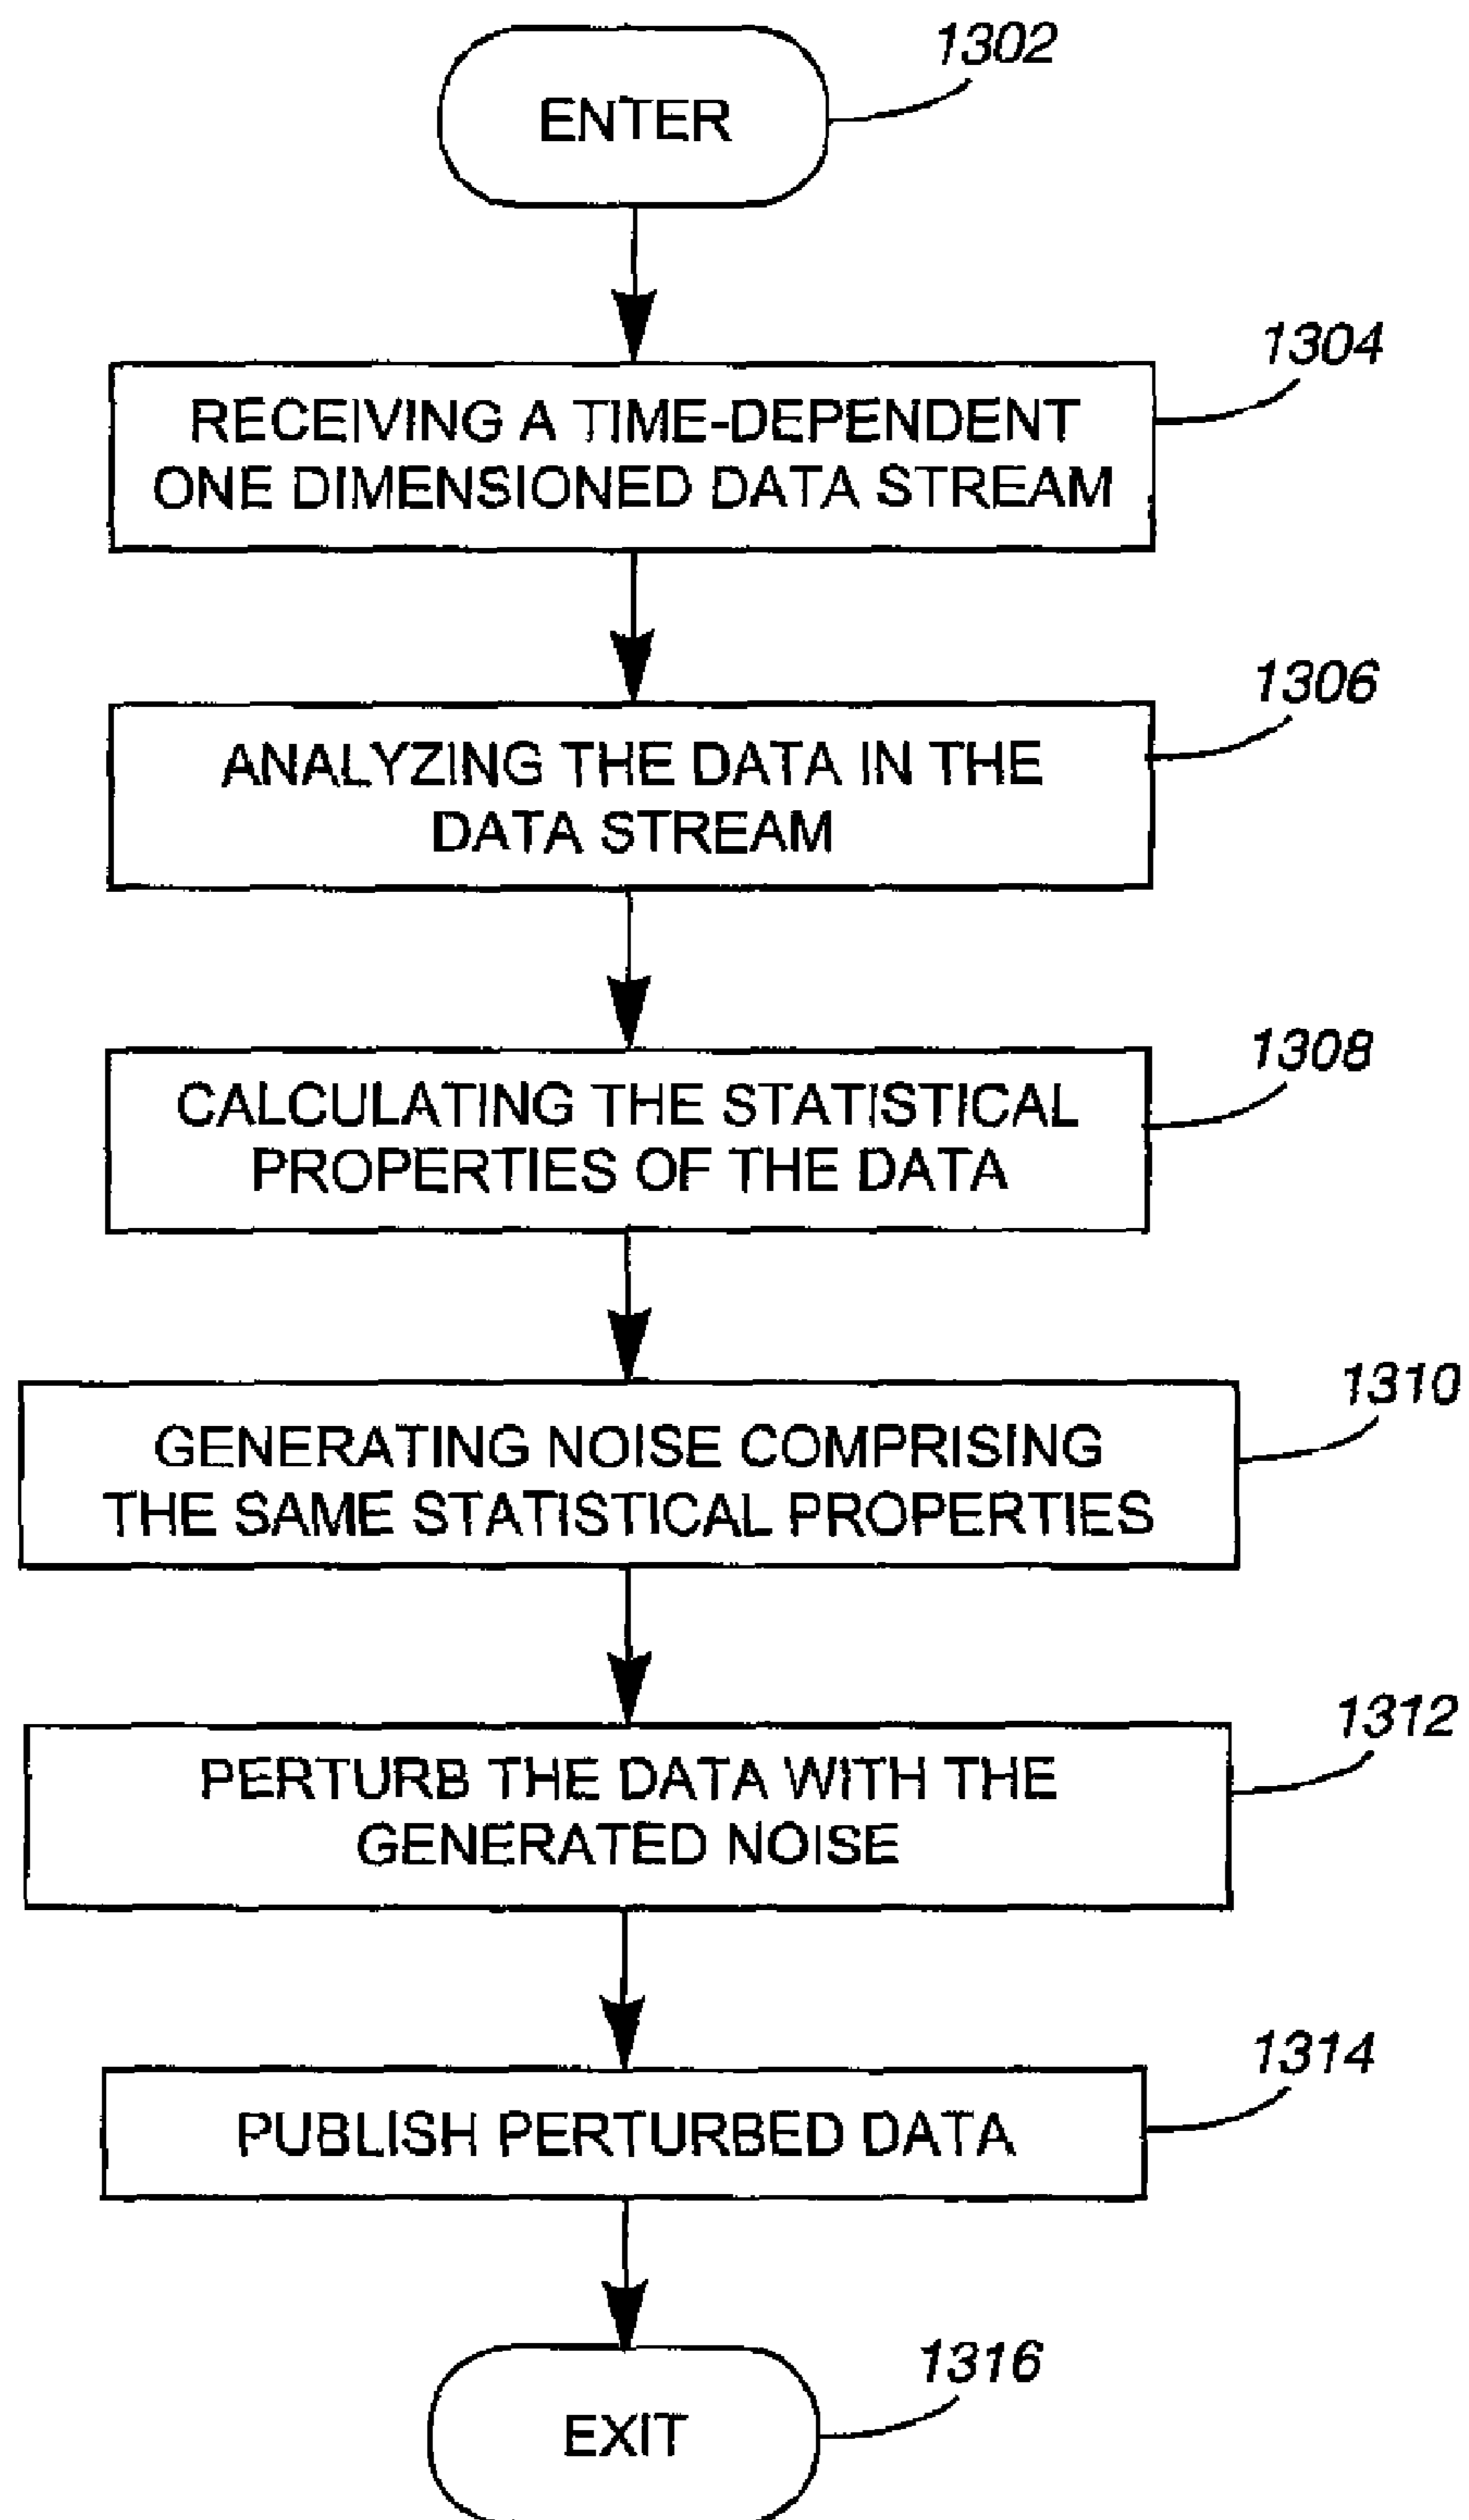 1302
ENTER
1304
RECEIVING A TIME-DEPENDENT
ONE DIMENSIONED DATA STREAM
1306
ANALYZING THE DATA IN THE
DATA STREAM
1308
CALCULATING THE STATISTICAL
PROPERTIES OF THE DATA
1310
GENERATING NOISE COMPRISING
THE SAME STATISTICAL PROPERTIES
1312
PERTURB THE DATA WITH THE
GENERATED NOISE
1314
PUBLISH PERTURBED DATA
1316
EXIT